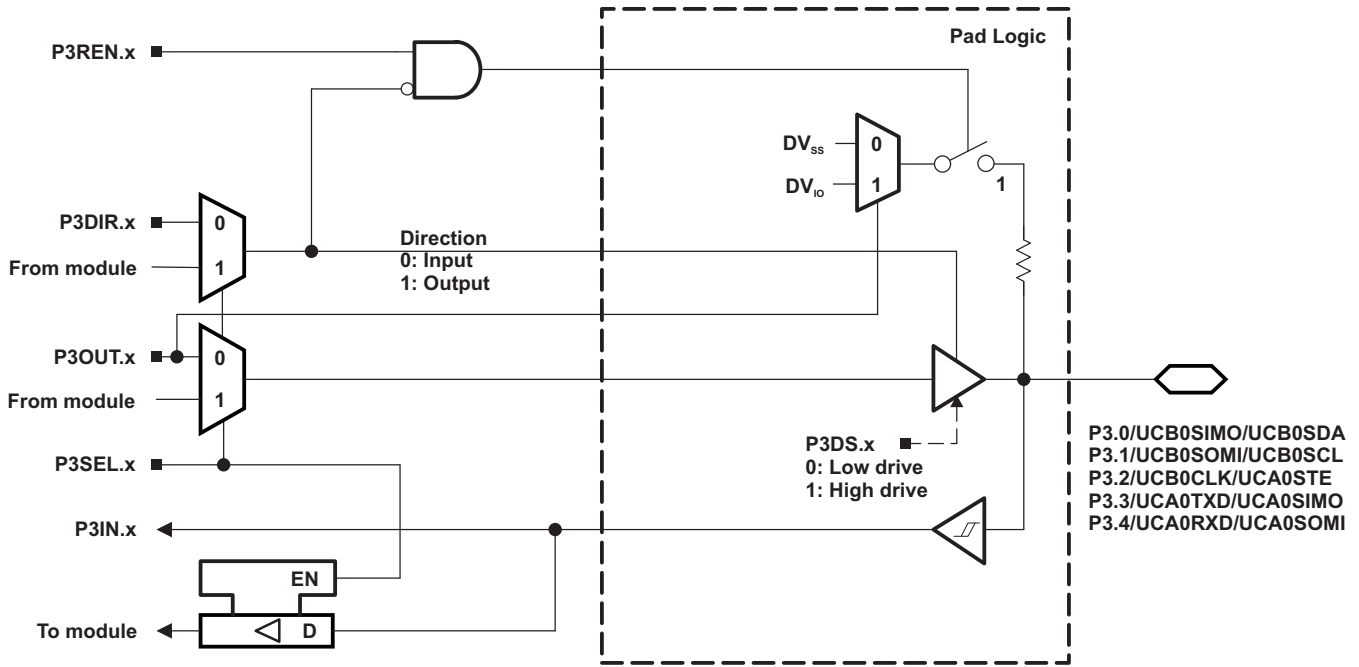 Pad Logic
P3REN.x
DVSS
0
DVIO
1
1
P3DIR.x
0
From module
1
Direction
0: Input
1: Output
P3OUT.x
0
From module
1
P3SEL.x
P3DS.x
0: Low drive
1: High drive
P3.0/UCB0SIMO/UCB0SDA
P3.1/UCB0SOMI/UCB0SCL
P3.2/UCB0CLK/UCA0STE
P3.3/UCA0TXD/UCA0SIMO
P3.4/UCA0RXD/UCA0SOMI
P3IN.x
EN
To module
D